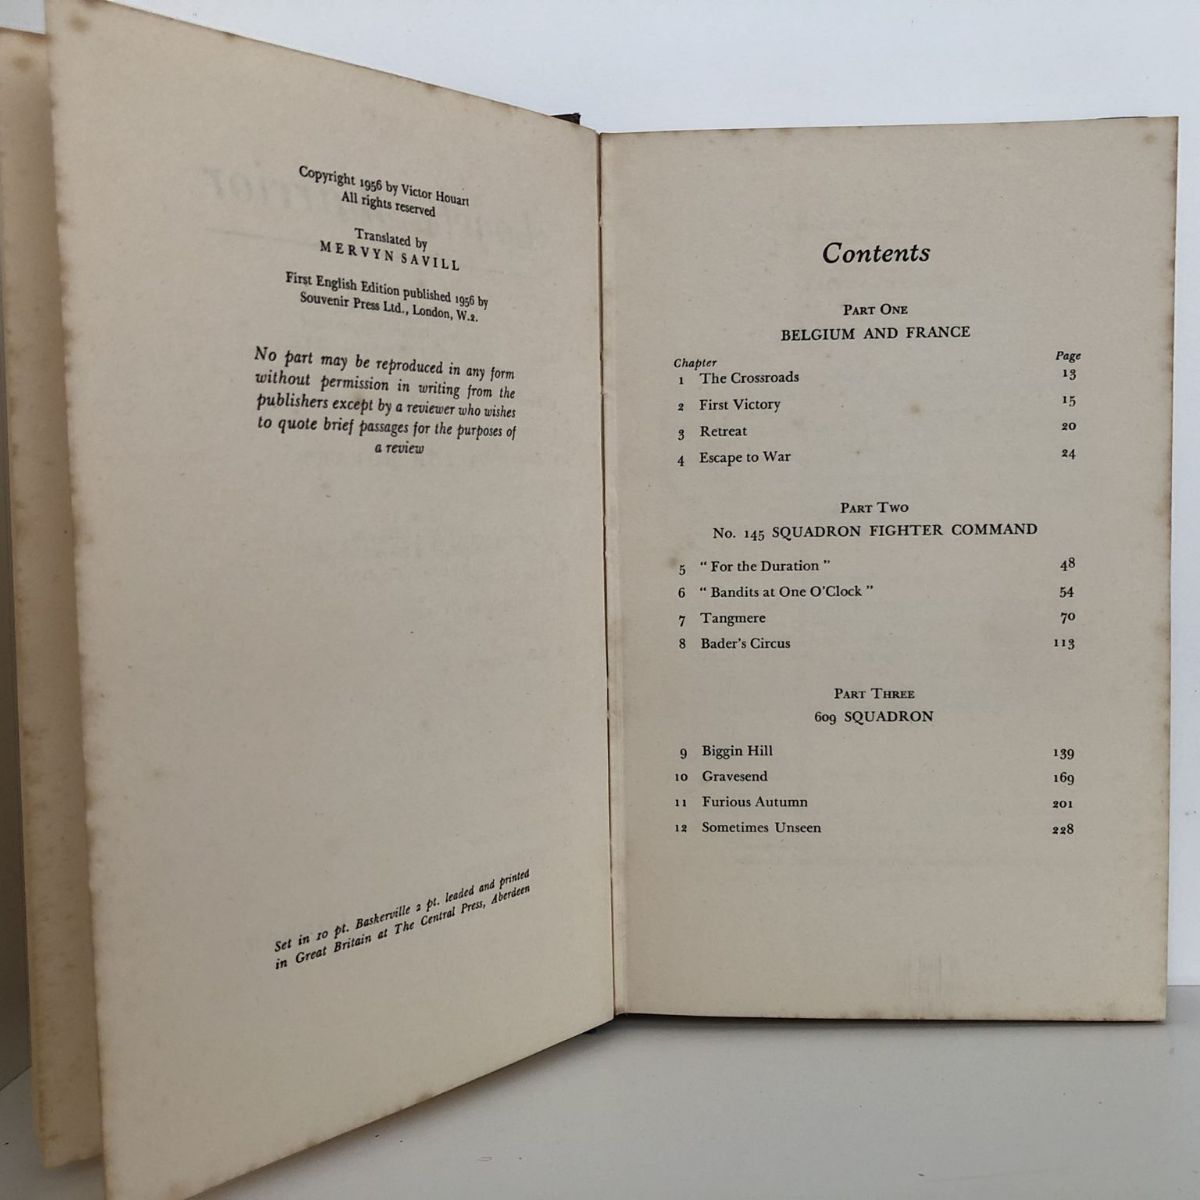 Copyright 1956 by Victor Houart
All rights reserved
Translated by
MERVYN SAVILL
First English Edition published 1956 by
Souvenir Press Ltd., London, W.2.
No part may be reproduced in any form
without permission in writing from the
publishers except by a reviewer who wishes
to quote brief passages for the purposes of
a review
Set in 10 pt. Baskerville 2 pt. leaded and printed
in Great Britain at The Central Press, Aberdeen
Contents
PART ONE
BELGIUM AND FRANCE
Chapter Page
1 The Crossroads 13
2 First Victory 15
3 Retreat 20
4 Escape to War 24
PART TWO
No. 145 SQUADRON FIGHTER COMMAND
5 “ For the Duration ” 48
6 “ Bandits at One O'Clock ” 54
7 Tangmere 70
8 Bader's Circus 113
PART THREE
609 SQUADRON
9 Biggin Hill 139
10 Gravesend 169
11 Furious Autumn 201
12 Sometimes Unseen 228